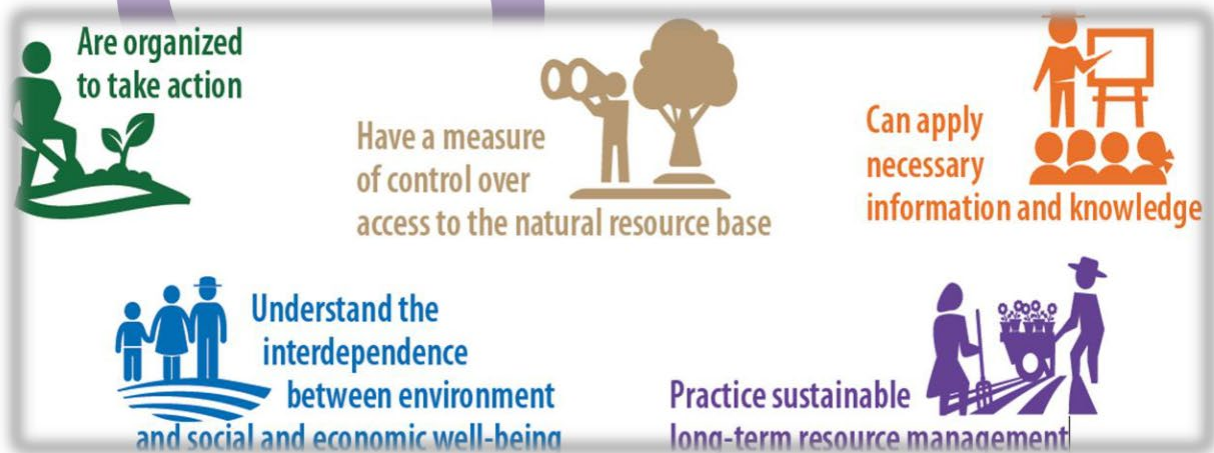 Are organized
to take action
Have a measure
of control over
access to the natural resource base
Can apply
necessary
information and knowledge
Understand the
interdependence
between environment
and social and economic well-being
Practice sustainable
long-term resource management